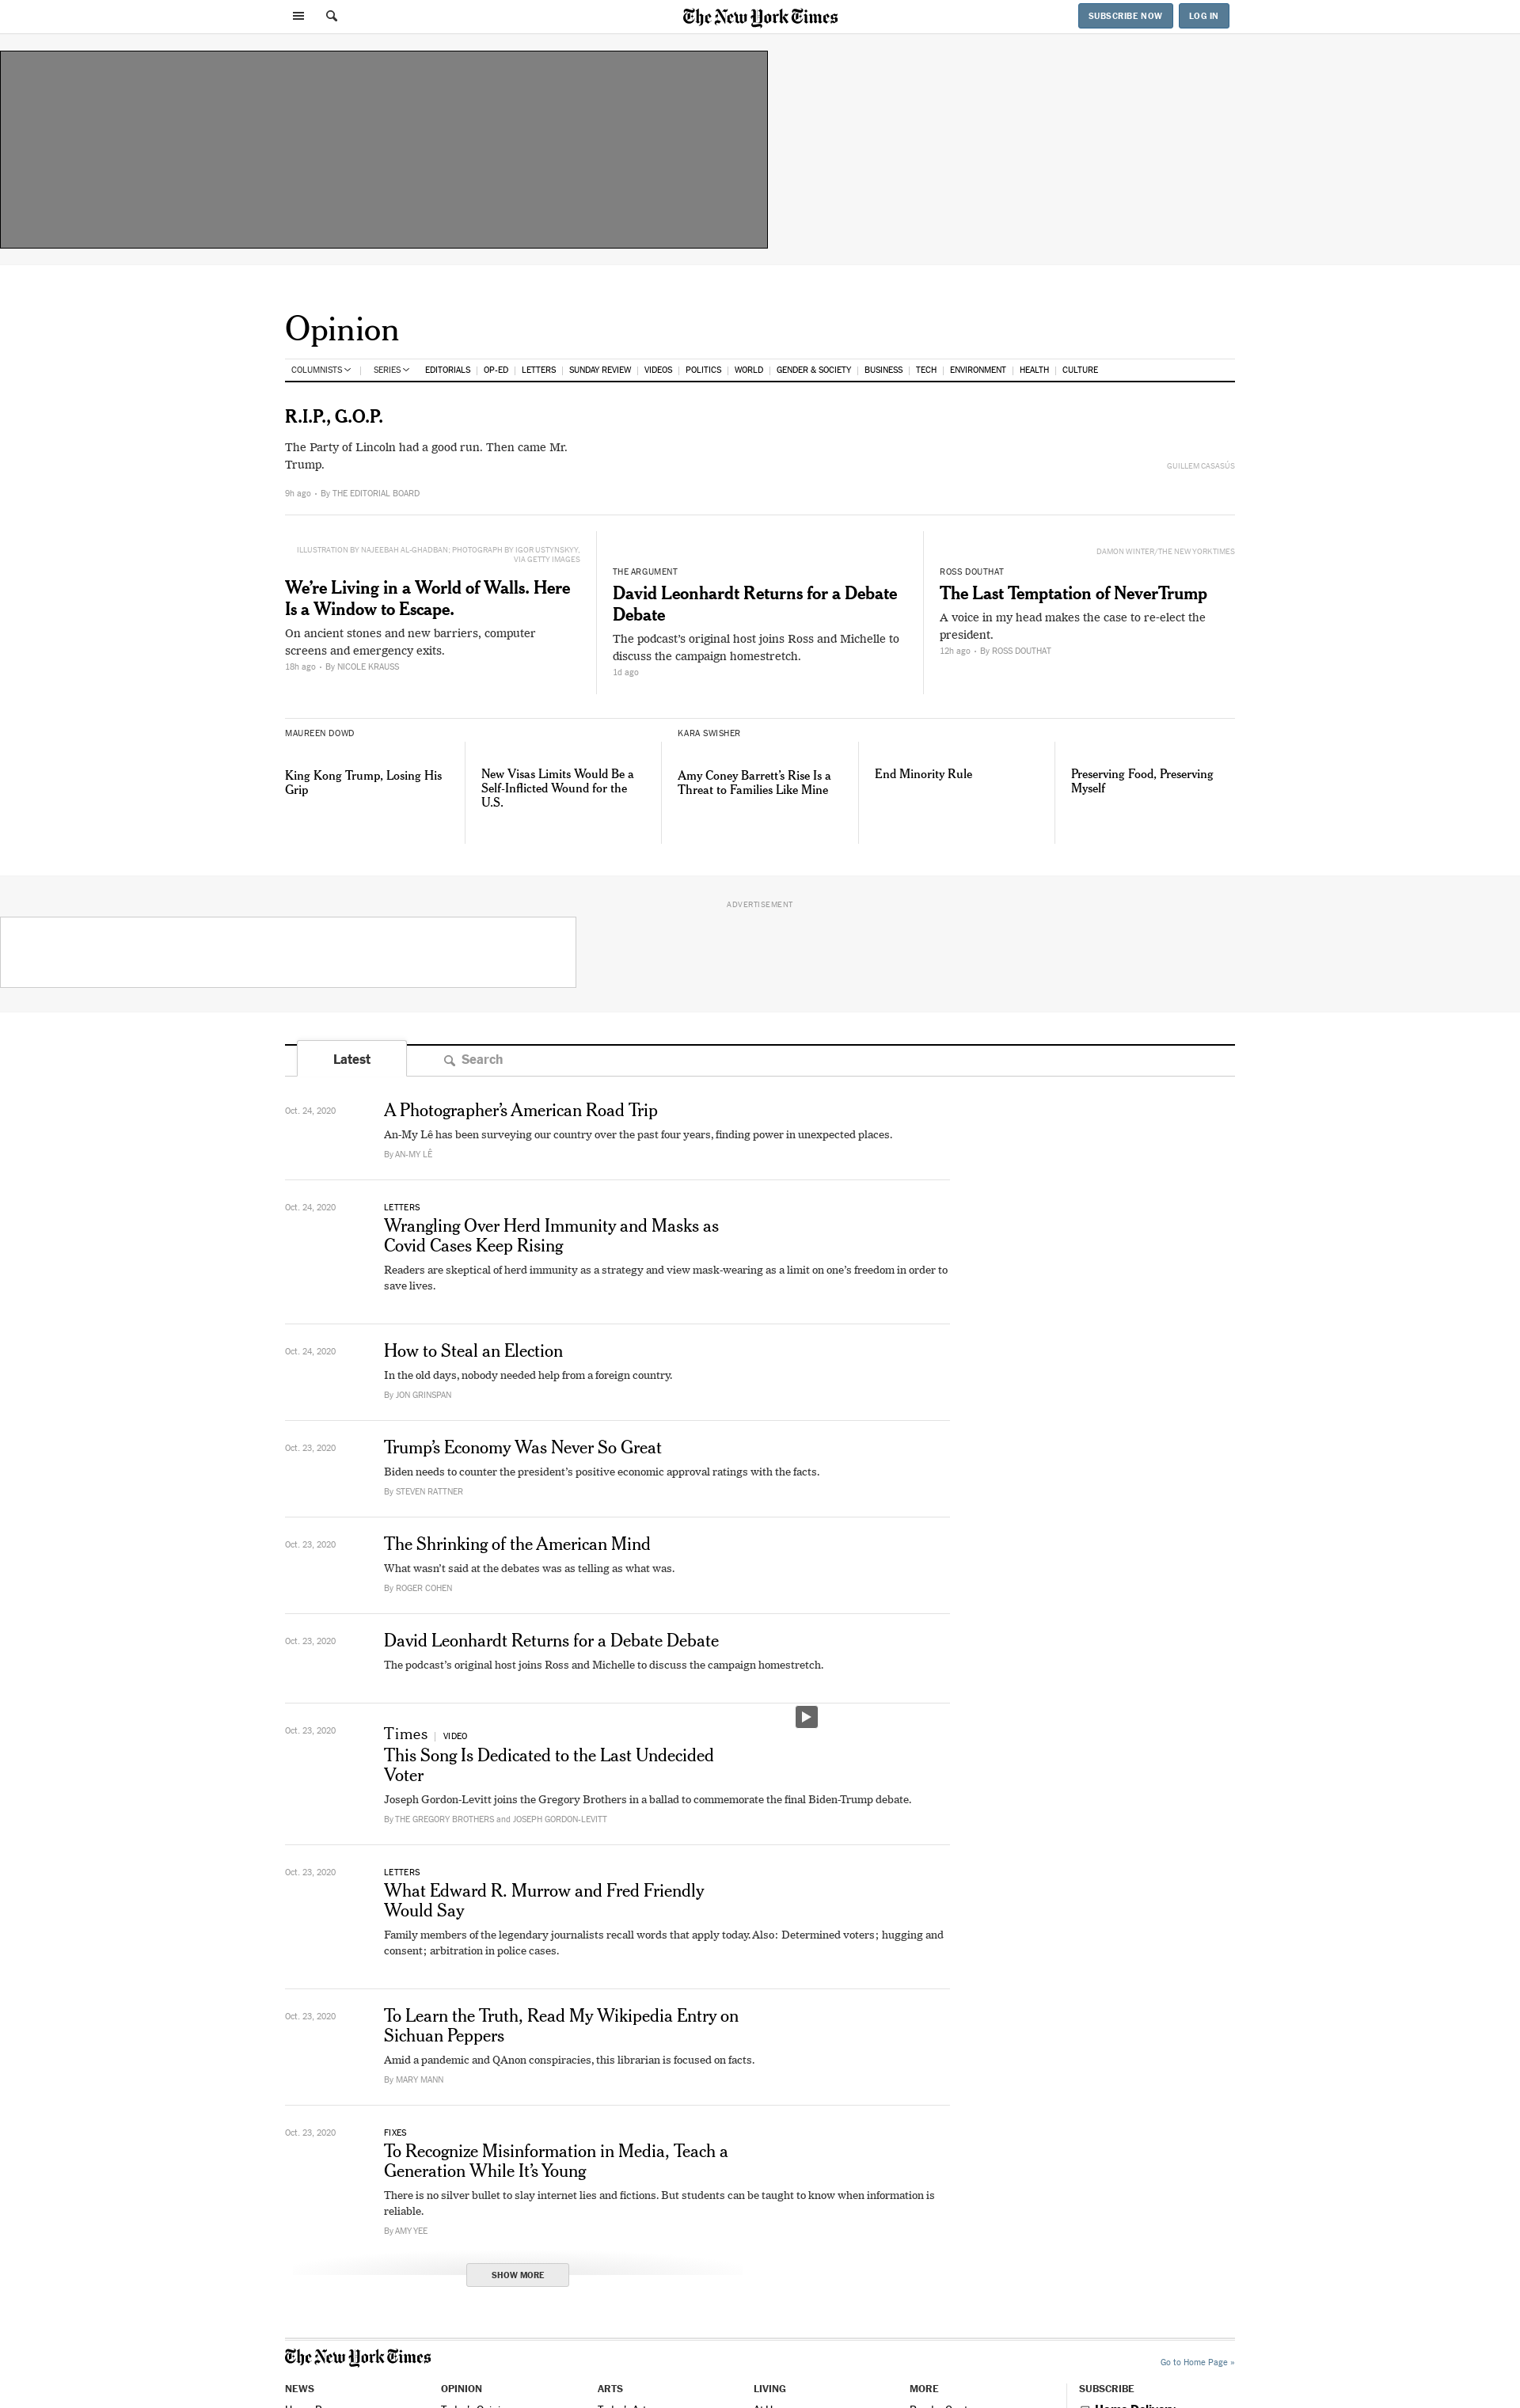 The New York Times
SUBSCRIBE NOW
LOG IN
Opinion
COLUMNISTS
SERIES
EDITORIALS
OP-ED
LETTERS
SUNDAY REVIEW
VIDEOS
POLITICS
WORLD
GENDER & SOCIETY
BUSINESS
TECH
ENVIRONMENT
HEALTH
CULTURE
R.I.P., G.O.P.
The Party of Lincoln had a good run. Then came Mr.
Trump.
9h ago • By THE EDITORIAL BOARD
GUILLEM CASASÚS
ILLUSTRATION BY NAJEEBAH AL-GHADBAN; PHOTOGRAPH BY IGOR USTYNSKYY,
VIA GETTY IMAGES
We’re Living in a World of Walls. Here
Is a Window to Escape.
On ancient stones and new barriers, computer
screens and emergency exits.
18h ago • By NICOLE KRAUSS
THE ARGUMENT
David Leonhardt Returns for a Debate
Debate
The podcast’s original host joins Ross and Michelle to
discuss the campaign homestretch.
1d ago
DAMON WINTER/THE NEW YORK TIMES
ROSS DOUTHAT
The Last Temptation of NeverTrump
A voice in my head makes the case to re-elect the
president.
12h ago • By ROSS DOUTHAT
MAUREEN DOWD
King Kong Trump, Losing His
Grip
New Visas Limits Would Be a
Self-Inflicted Wound for the
U.S.
KARA SWISHER
Amy Coney Barrett’s Rise Is a
Threat to Families Like Mine
End Minority Rule
Preserving Food, Preserving
Myself
ADVERTISEMENT
Latest
Search
Oct. 24, 2020
A Photographer’s American Road Trip
An-My Lê has been surveying our country over the past four years, finding power in unexpected places.
By AN-MY LÊ
Oct. 24, 2020
LETTERS
Wrangling Over Herd Immunity and Masks as
Covid Cases Keep Rising
Readers are skeptical of herd immunity as a strategy and view mask-wearing as a limit on one’s freedom in order to
save lives.
Oct. 24, 2020
How to Steal an Election
In the old days, nobody needed help from a foreign country.
By JON GRINSPAN
Oct. 23, 2020
Trump’s Economy Was Never So Great
Biden needs to counter the president’s positive economic approval ratings with the facts.
By STEVEN RATTNER
Oct. 23, 2020
The Shrinking of the American Mind
What wasn’t said at the debates was as telling as what was.
By ROGER COHEN
Oct. 23, 2020
David Leonhardt Returns for a Debate Debate
The podcast’s original host joins Ross and Michelle to discuss the campaign homestretch.
Oct. 23, 2020
Times | VIDEO
This Song Is Dedicated to the Last Undecided
Voter
Joseph Gordon-Levitt joins the Gregory Brothers in a ballad to commemorate the final Biden-Trump debate.
By THE GREGORY BROTHERS and JOSEPH GORDON-LEVITT
Oct. 23, 2020
LETTERS
What Edward R. Murrow and Fred Friendly
Would Say
Family members of the legendary journalists recall words that apply today. Also: Determined voters; hugging and
consent; arbitration in police cases.
Oct. 23, 2020
To Learn the Truth, Read My Wikipedia Entry on
Sichuan Peppers
Amid a pandemic and QAnon conspiracies, this librarian is focused on facts.
By MARY MANN
Oct. 23, 2020
FIXES
To Recognize Misinformation in Media, Teach a
Generation While It’s Young
There is no silver bullet to slay internet lies and fictions. But students can be taught to know when information is
reliable.
By AMY YEE
SHOW MORE
The New York Times
Go to Home Page »
NEWS
OPINION
ARTS
LIVING
MORE
SUBSCRIBE